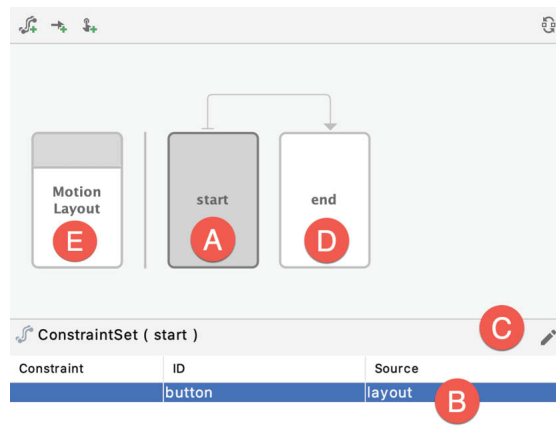 Motion
Layout
start
end
E
A
D
ConstraintSet ( start )
C
Constraint ID Source
button layout
B